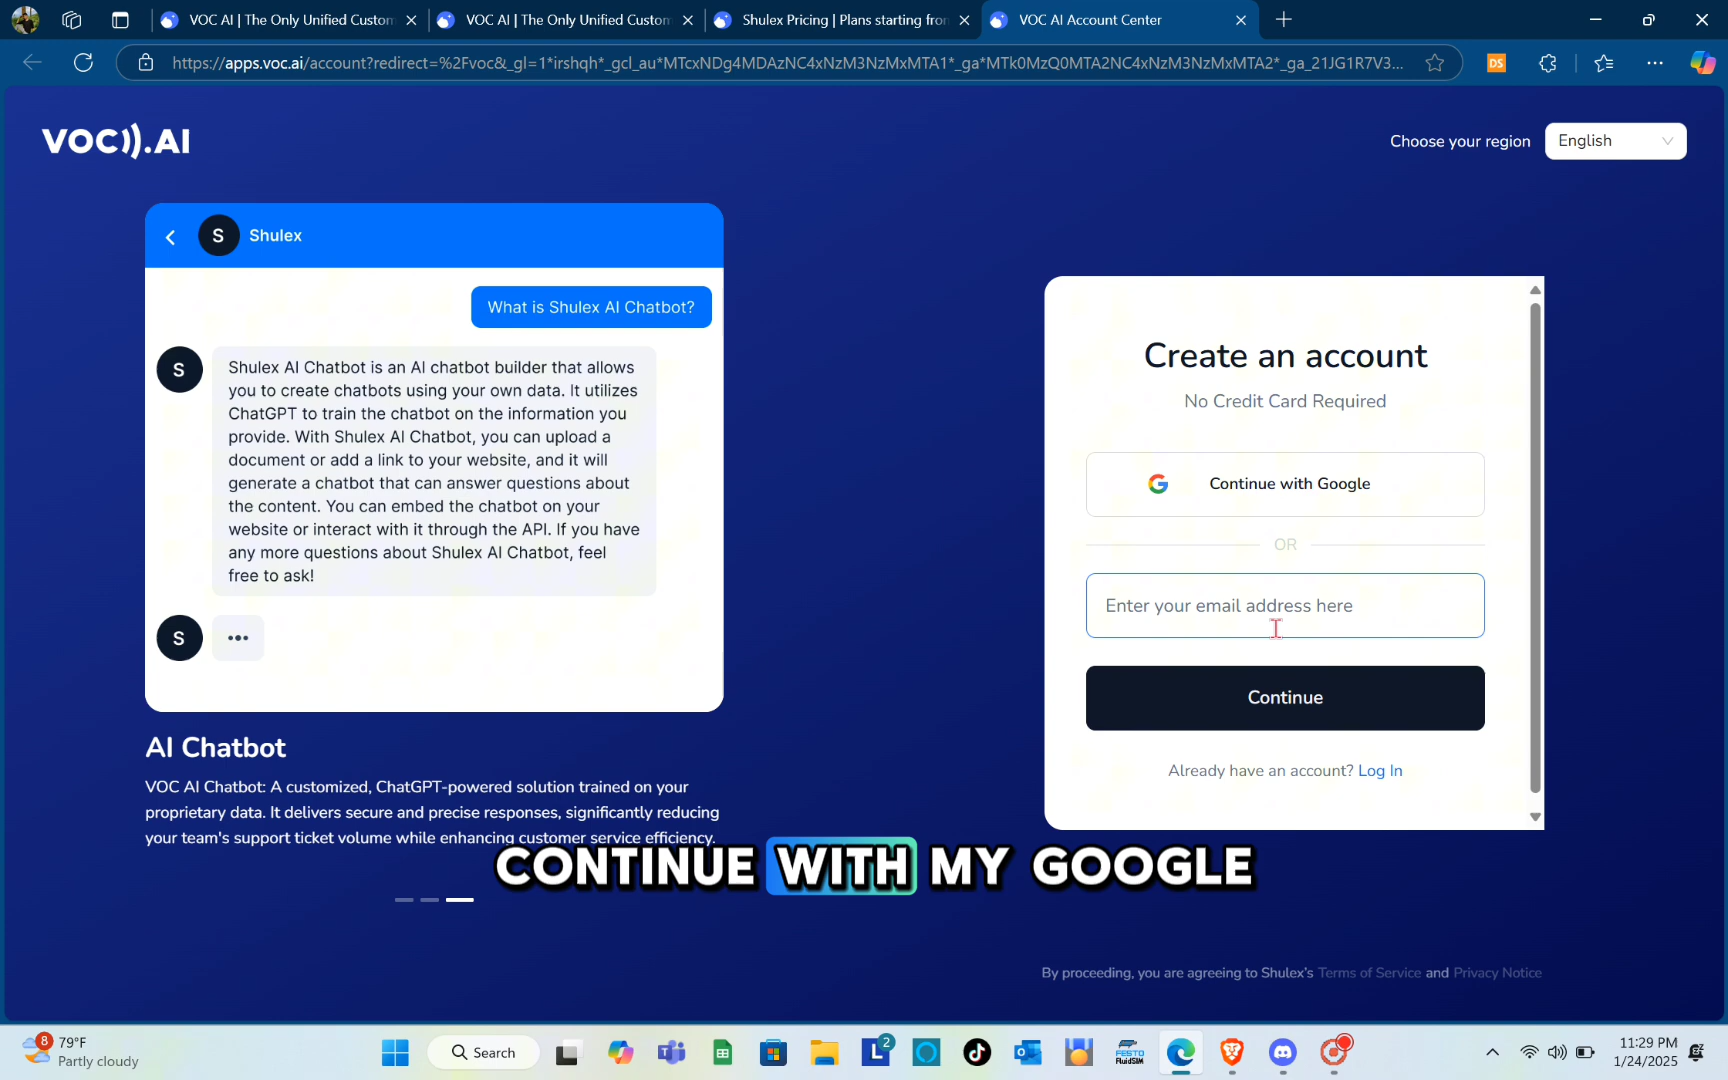 VOC AI | The Only Unified Custom
VOC AI | The Only Unified Custom
Shulex Pricing | Plans starting from
VOC AI Account Center
https://apps.voc.ai/account?redirect=%2Fvoc&_gl=1*irshqh*_gcl_au*MTcxNDg4MDAzNC4xNzM3NzMxMTA1*_ga*MTk0MzQ0MTA2NC4xNzM3NzMxMTA2*_ga_21JG1R7V3...
DS
VOC)).AI
Choose your region
English
S
Shulex
What is Shulex AI Chatbot?
S
Shulex AI Chatbot is an AI chatbot builder that allows
you to create chatbots using your own data. It utilizes
ChatGPT to train the chatbot on the information you
provide. With Shulex AI Chatbot, you can upload a
document or add a link to your website, and it will
generate a chatbot that can answer questions about
the content. You can embed the chatbot on your
website or interact with it through the API. If you have
any more questions about Shulex AI Chatbot, feel
free to ask!
S
•••
AI Chatbot
VOC AI Chatbot: A customized, ChatGPT-powered solution trained on your
proprietary data. It delivers secure and precise responses, significantly reducing
your team's support ticket volume while enhancing customer service efficiency.
Create an account
No Credit Card Required
Continue with Google
OR
Enter your email address here
Continue
Already have an account? Log In
CONTINUE WITH MY GOOGLE
By proceeding, you are agreeing to Shulex's Terms of Service and Privacy Notice
8
79°F
Partly cloudy
Search
L
2
FESTO
FluidSIM
11:29 PM
1/24/2025